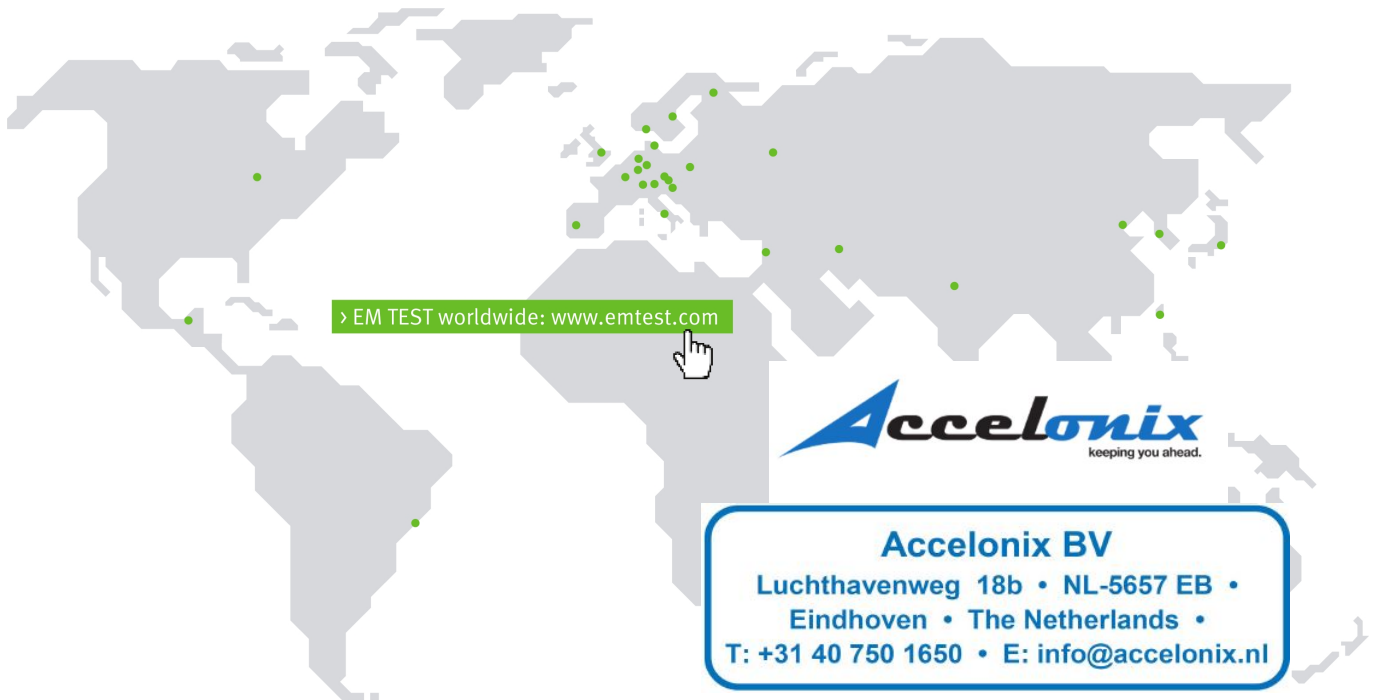 › EM TEST worldwide: www.emtest.com
Accelonix
keeping you ahead.
Accelonix BV
Luchthavenweg 18b • NL-5657 EB •
Eindhoven • The Netherlands •
T: +31 40 750 1650 • E: info@accelonix.nl